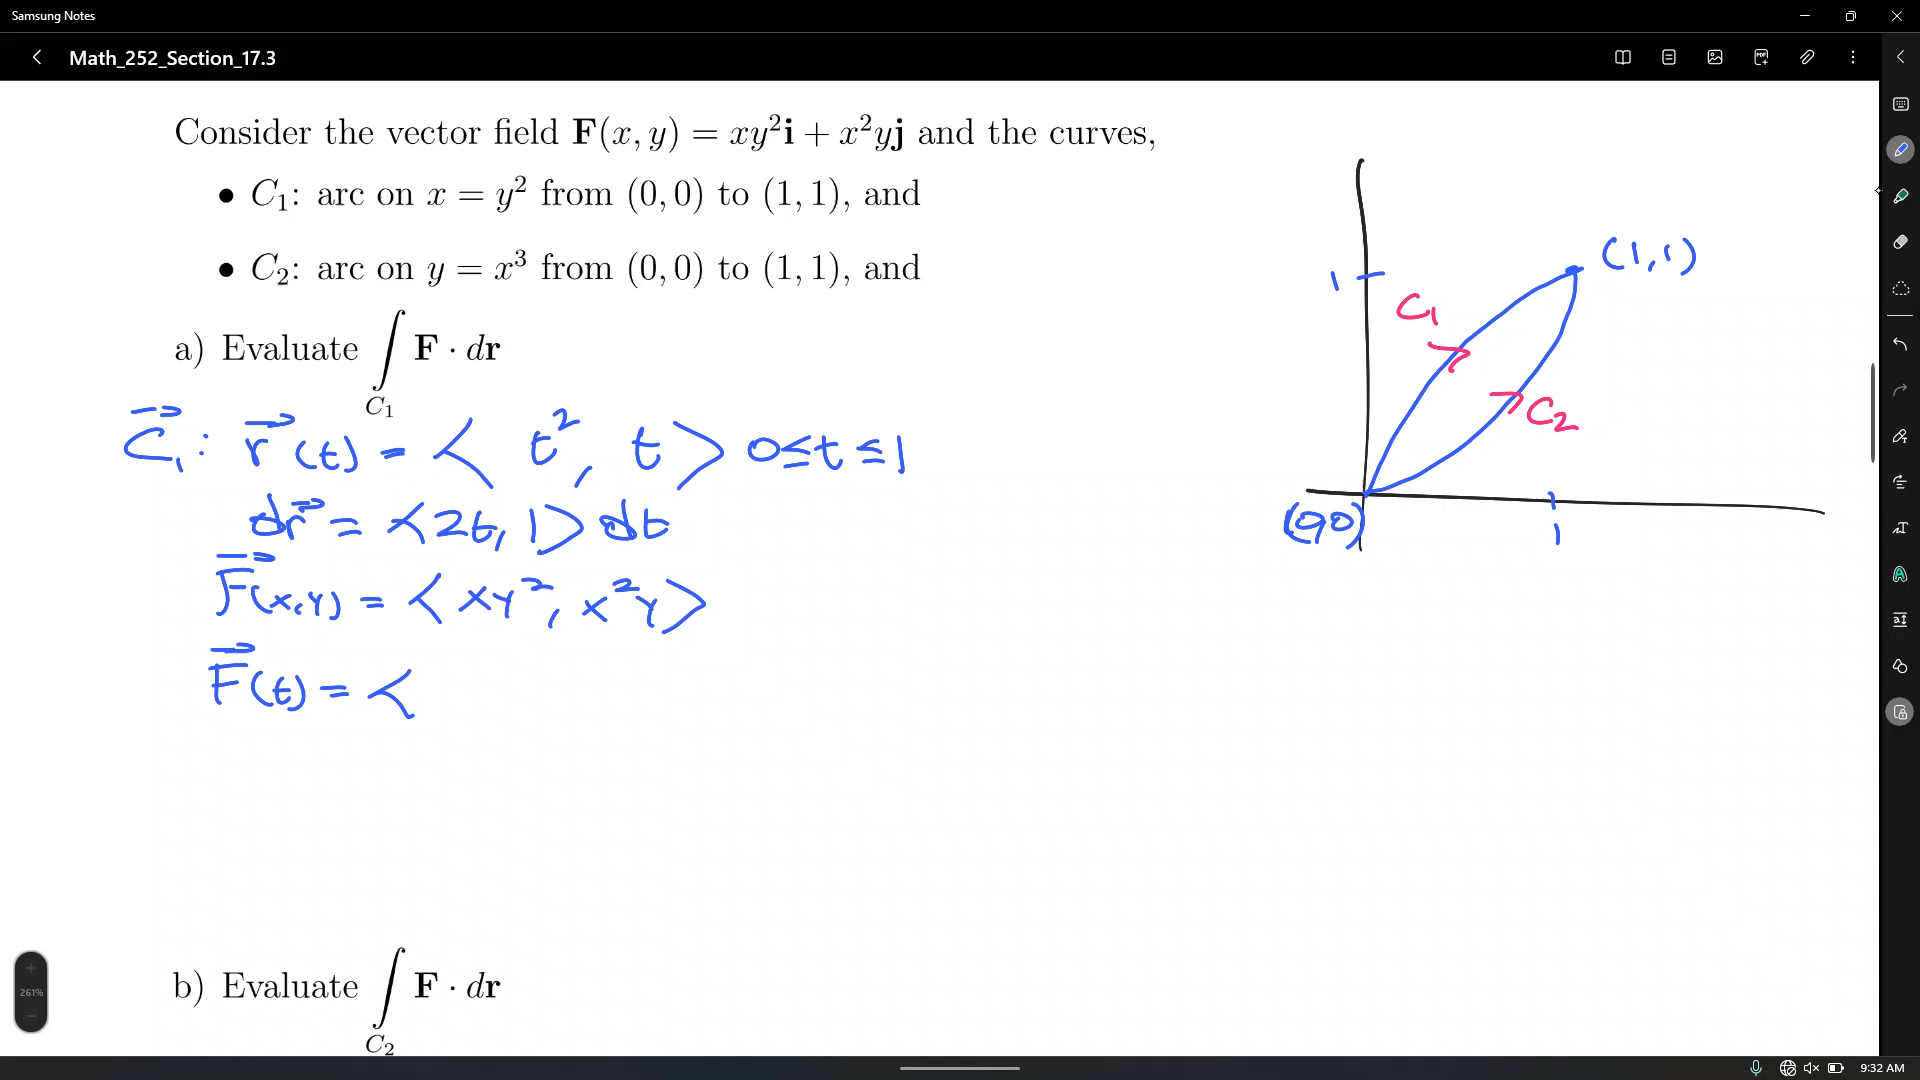 Samsung Notes
Math_252_Section_17.3
Consider the vector field F(x, y) = xy²i + x²yj and the curves,
• C₁: arc on x = y² from (0, 0) to (1, 1), and
• C₂: arc on y = x³ from (0, 0) to (1, 1), and
a) Evaluate ∫_C₁ F · dr
C₁: r(t) = < t², t > 0 ≤ t ≤ 1
dr = < 2t, 1 > dt
F(x,y) = < xy², x²y >
F(t) = <
(1,1)
1
C₁
C₂
(0,0)
1
b) Evaluate ∫_C₂ F · dr
261%
9:32 AM